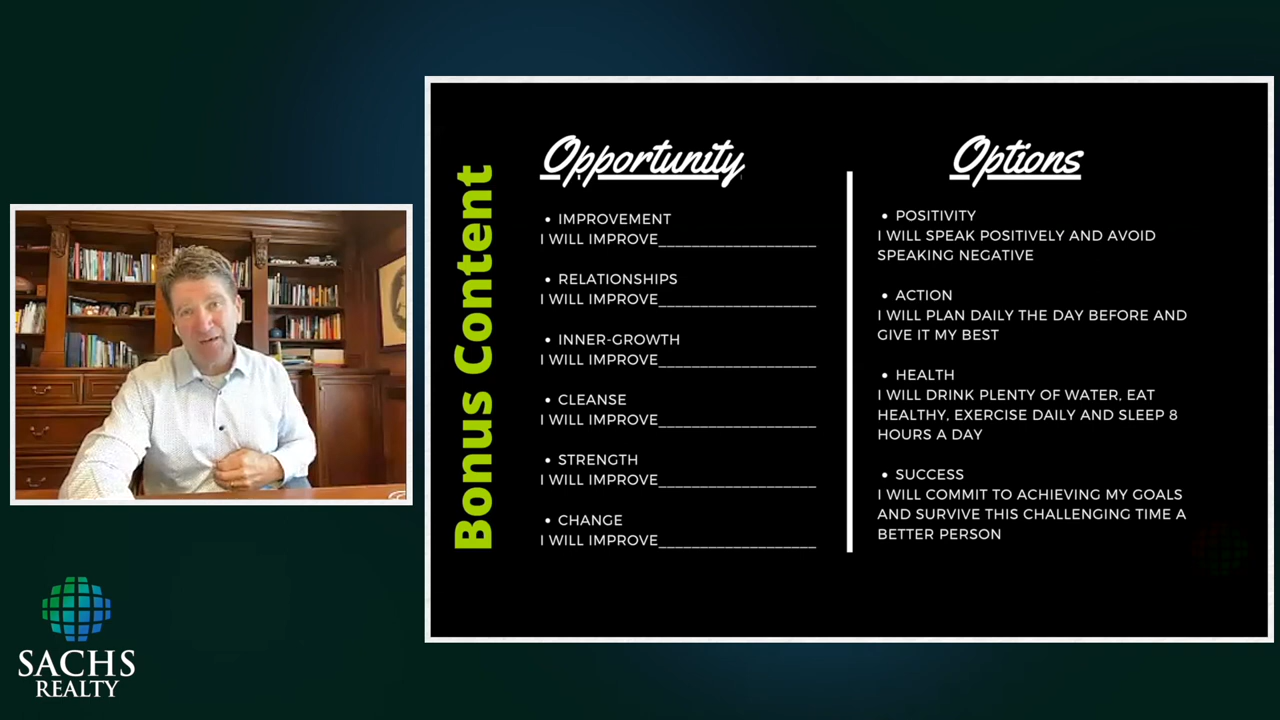 Bonus Content
Opportunity
• IMPROVEMENT
I WILL IMPROVE____________________
• RELATIONSHIPS
I WILL IMPROVE____________________
• INNER-GROWTH
I WILL IMPROVE____________________
• CLEANSE
I WILL IMPROVE____________________
• STRENGTH
I WILL IMPROVE____________________
• CHANGE
I WILL IMPROVE____________________
Options
• POSITIVITY
I WILL SPEAK POSITIVELY AND AVOID
SPEAKING NEGATIVE
• ACTION
I WILL PLAN DAILY THE DAY BEFORE AND
GIVE IT MY BEST
• HEALTH
I WILL DRINK PLENTY OF WATER, EAT
HEALTHY, EXERCISE DAILY AND SLEEP 8
HOURS A DAY
• SUCCESS
I WILL COMMIT TO ACHIEVING MY GOALS
AND SURVIVE THIS CHALLENGING TIME A
BETTER PERSON
SACHS
REALTY